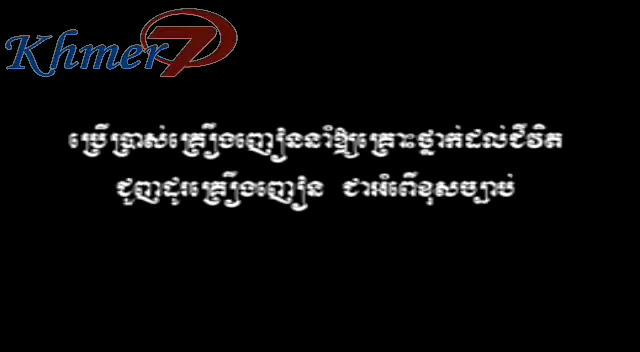 Khmer7
ប្រើប្រាស់គ្រឿងញៀននាំឱ្យគ្រោះថ្នាក់ដល់ជីវិត
ជួញដូរគ្រឿងញៀន ជាអំពើខុសច្បាប់